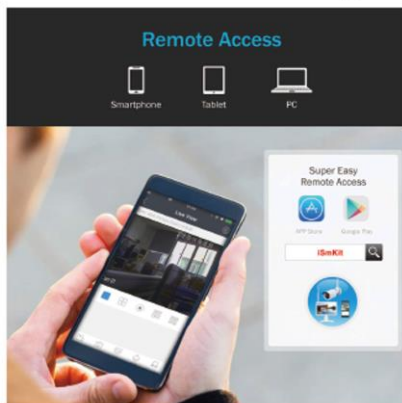 Remote Access
Smartphone
Tablet
PC
Super Easy
Remote Access
APP Store
Google Play
iSmKit
Live View